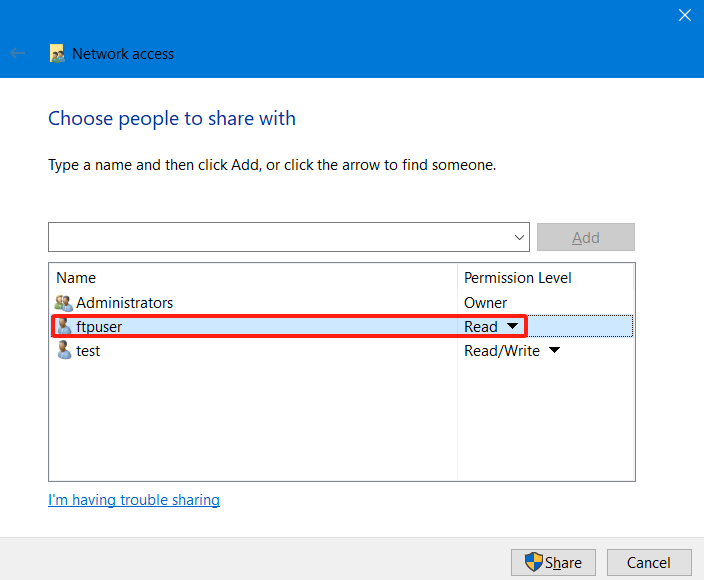 Network access
Choose people to share with
Type a name and then click Add, or click the arrow to find someone.
Add
Name Permission Level
Administrators Owner
ftpuser Read
test Read/Write
I'm having trouble sharing
Share Cancel